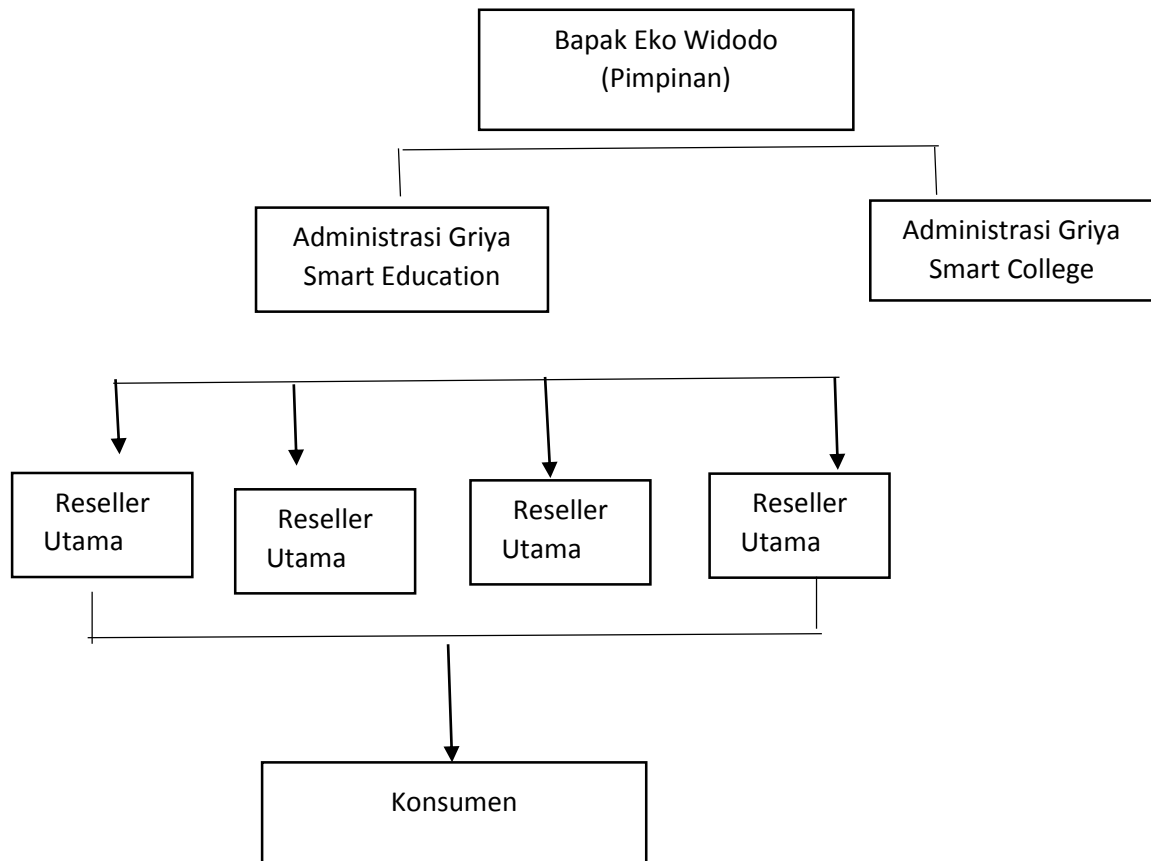 Bapak Eko Widodo
(Pimpinan)
Administrasi Griya
Smart Education
Administrasi Griya
Smart College
Reseller
Utama
Reseller
Utama
Reseller
Utama
Reseller
Utama
Konsumen